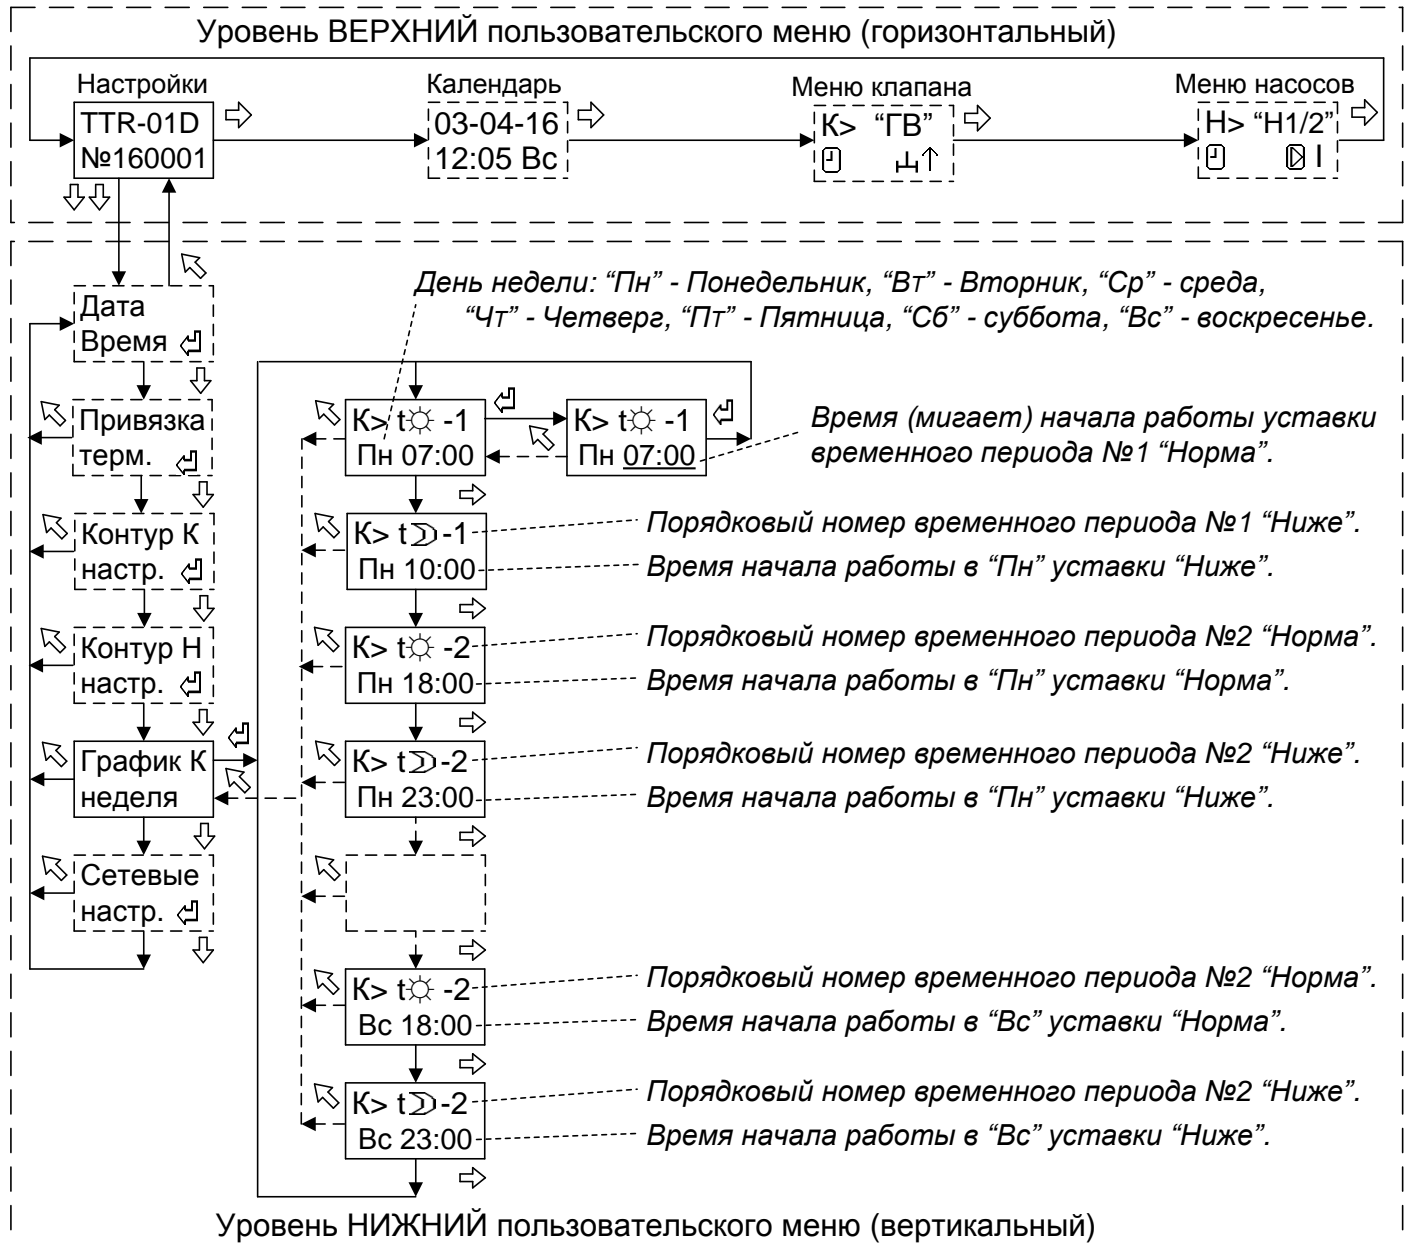 Уровень ВЕРХНИЙ пользовательского меню (горизонтальный)
Настройки
TTR-01D
№160001
Календарь
03-04-16
12:05 Вс
Меню клапана
К> “ГВ”
Меню насосов
Н> “Н1/2”
I
Дата
Время
Привязка
терм.
Контур К
настр.
Контур Н
настр.
График К
неделя
Сетевые
настр.
День недели: “Пн” - Понедельник, “Вт” - Вторник, “Ср” - среда,
“Чт” - Четверг, “Пт” - Пятница, “Сб” - суббота, “Вс” - воскресенье.
К> t☼ -1
Пн 07:00
К> t☼ -1
Пн 07:00
Время (мигает) начала работы уставки
временного периода №1 “Норма”.
К> t☽-1
Пн 10:00
Порядковый номер временного периода №1 “Ниже”.
Время начала работы в “Пн” уставки “Ниже”.
К> t☼ -2
Пн 18:00
Порядковый номер временного периода №2 “Норма”.
Время начала работы в “Пн” уставки “Норма”.
К> t☽-2
Пн 23:00
Порядковый номер временного периода №2 “Ниже”.
Время начала работы в “Пн” уставки “Ниже”.
К> t☼ -2
Вс 18:00
Порядковый номер временного периода №2 “Норма”.
Время начала работы в “Вс” уставки “Норма”.
К> t☽-2
Вс 23:00
Порядковый номер временного периода №2 “Ниже”.
Время начала работы в “Вс” уставки “Ниже”.
Уровень НИЖНИЙ пользовательского меню (вертикальный)